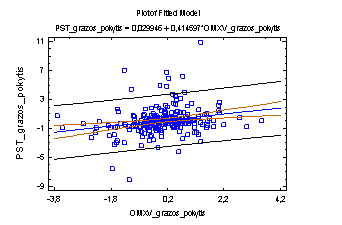 Plot of Fitted Model
PST_grazos_pokytis = 0,029945 + 0,414597*OMXV_grazos_pokytis
PST_grazos_pokytis
11
7
3
-1
-5
-9
-3,8
-1,8
0,2
2,2
4,2
OMXV_grazos_pokytis